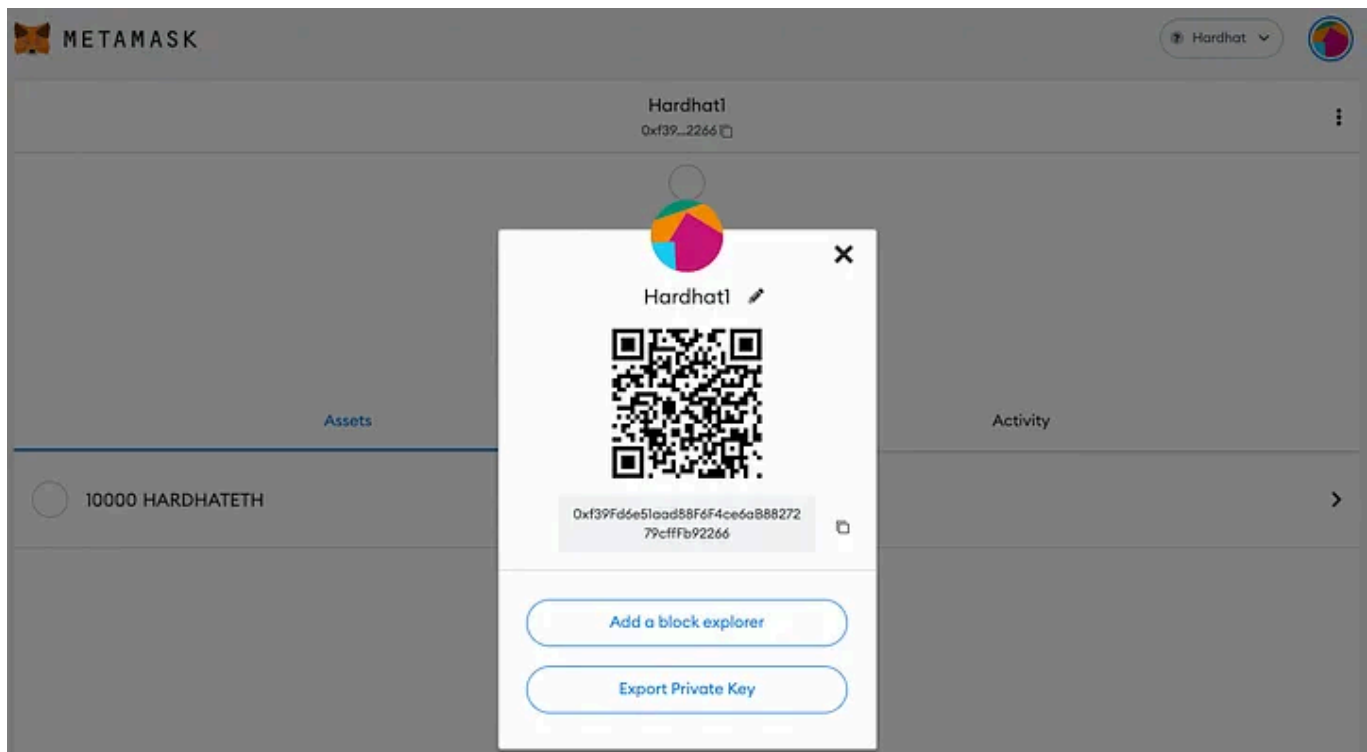 METAMASK
Hardhat
Hardhat1
0xf39...2266
Hardhat1
Assets
Activity
10000 HARDHATETH
0xf39Fd6e51aad88F6F4ce6aB88272
79cffFb92266
Add a block explorer
Export Private Key